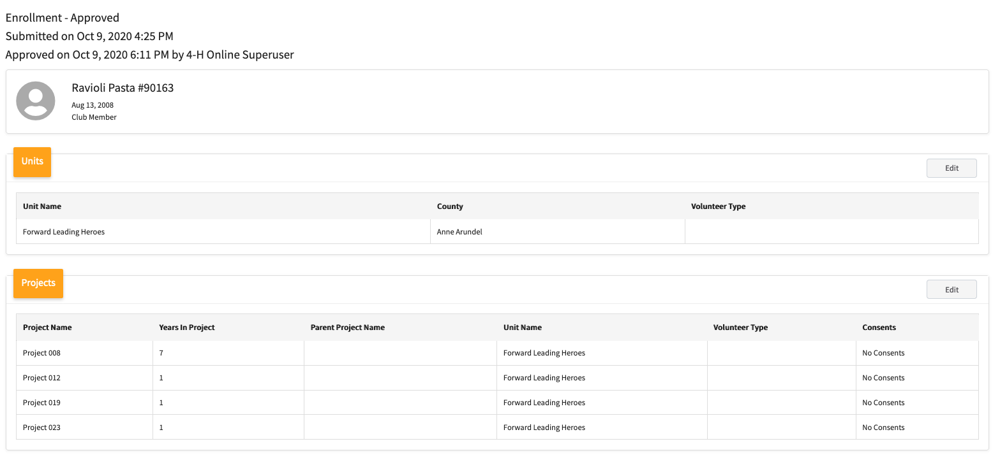 Enrollment - Approved
Submitted on Oct 9, 2020 4:25 PM
Approved on Oct 9, 2020 6:11 PM by 4-H Online Superuser
Ravioli Pasta #90163
Aug 13, 2008
Club Member
Units
Edit
Unit Name County Volunteer Type
Forward Leading Heroes Anne Arundel
Projects
Edit
Project Name Years In Project Parent Project Name Unit Name Volunteer Type Consents
Project 008 7 Forward Leading Heroes No Consents
Project 012 1 Forward Leading Heroes No Consents
Project 019 1 Forward Leading Heroes No Consents
Project 023 1 Forward Leading Heroes No Consents